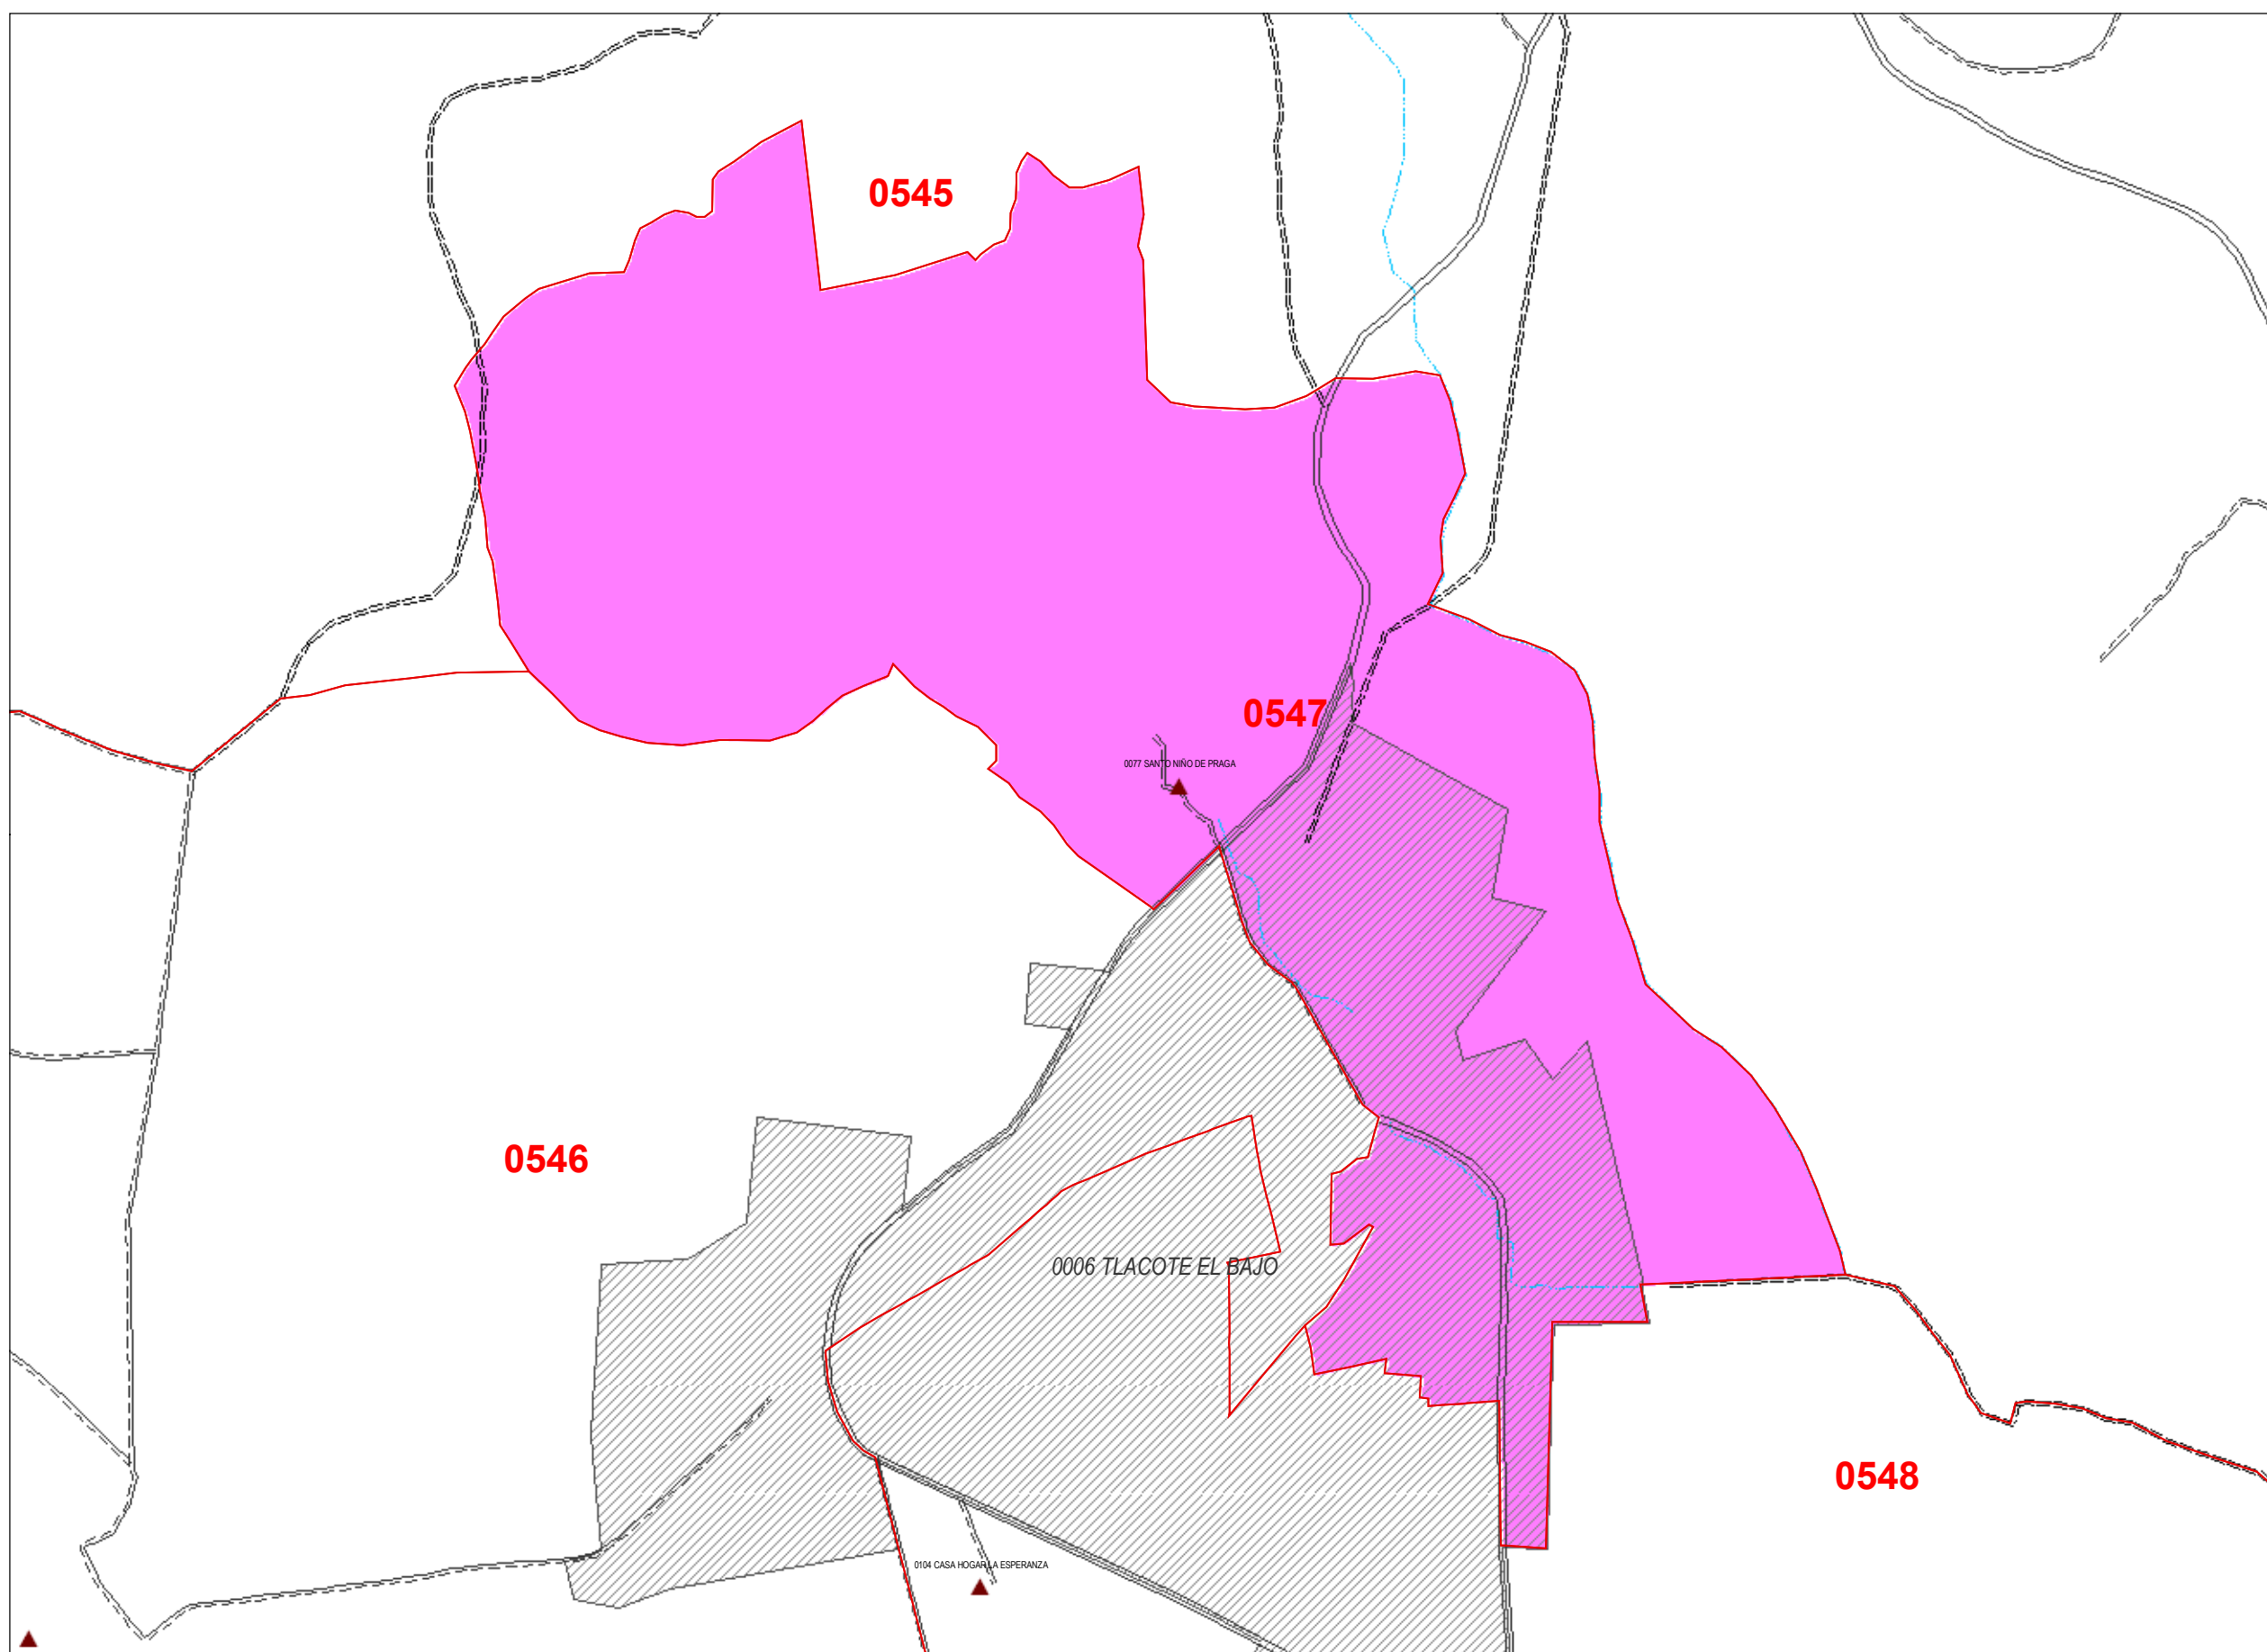 0545
0547
0077 SANTO NIÑO DE PRAGA
0546
0006 TLACOTE EL BAJO
0548
0104 CASA HOGAR LA ESPERANZA